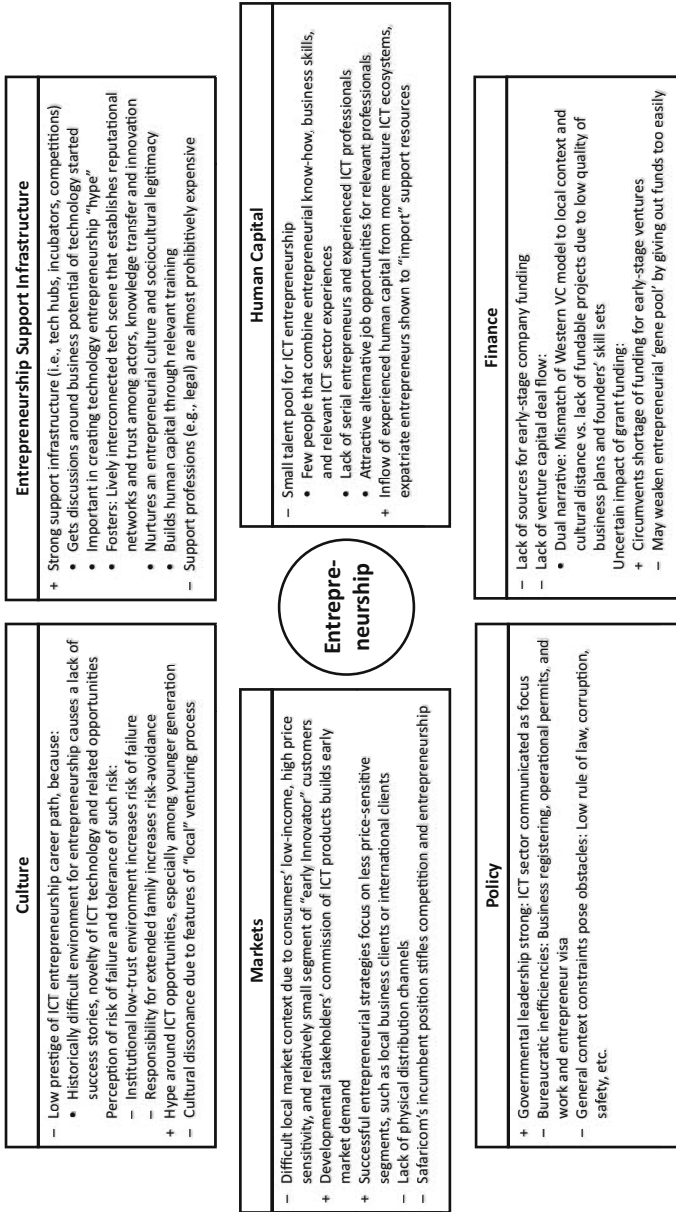 Culture
– Low prestige of ICT entrepreneurship career path, because:
• Historically difficult environment for entrepreneurship causes a lack of
success stories, novelty of ICT technology and related opportunities
Perception of risk of failure and tolerance of such risk:
– Institutional low-trust environment increases risk of failure
– Responsibility for extended family increases risk-avoidance
+ Hype around ICT opportunities, especially among younger generation
– Cultural dissonance due to features of "local" venturing process
Entrepreneurship Support Infrastructure
+ Strong support infrastructure (i.e., tech hubs, incubators, competitions)
• Gets discussions around business potential of technology started
• Important in creating technology entrepreneurship "hype"
• Fosters: Lively interconnected tech scene that establishes reputational
networks and trust among actors, knowledge transfer and innovation
• Nurtures an entrepreneurial culture and sociocultural legitimacy
• Builds human capital through relevant training
– Support professions (e.g., legal) are almost prohibitively expensive
Markets
– Difficult local market context due to consumers' low-income, high price
sensitivity, and relatively small segment of "early Innovator" customers
+ Developmental stakeholders' commission of ICT products builds early
market demand
+ Successful entrepreneurial strategies focus on less price-sensitive
segments, such as local business clients or international clients
– Lack of physical distribution channels
– Safaricom's incumbent position stifles competition and entrepreneurship
Entrepre-
neurship
Human Capital
– Small talent pool for ICT entrepreneurship
• Few people that combine entrepreneurial know-how, business skills,
and relevant ICT sector experiences
• Lack of serial entrepreneurs and experienced ICT professionals
• Attractive alternative job opportunities for relevant professionals
+ Inflow of experienced human capital from more mature ICT ecosystems,
expatriate entrepreneurs shown to "import" support resources
Policy
+ Governmental leadership strong: ICT sector communicated as focus
– Bureaucratic inefficiencies: Business registering, operational permits, and
work and entrepreneur visa
– General context constraints pose obstacles: Low rule of law, corruption,
safety, etc.
Finance
– Lack of sources for early-stage company funding
– Lack of venture capital deal flow:
• Dual narrative: Mismatch of Western VC model to local context and
cultural distance vs. lack of fundable projects due to low quality of
business plans and founders' skill sets
Uncertain impact of grant funding:
+ Circumvents shortage of funding for early-stage ventures
– May weaken entrepreneurial 'gene pool' by giving out funds too easily